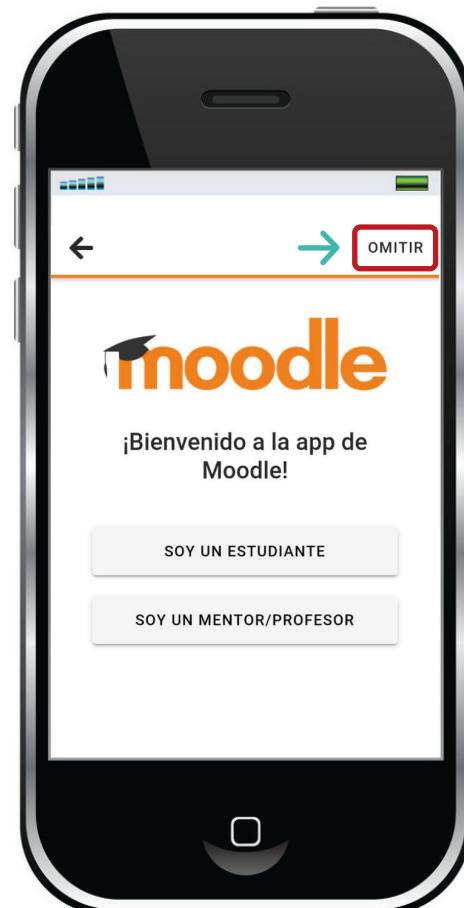 OMITIR
moodle
¡Bienvenido a la app de
Moodle!
SOY UN ESTUDIANTE
SOY UN MENTOR/PROFESOR